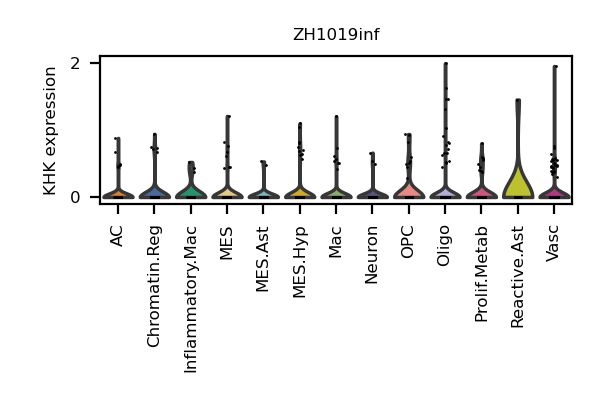 ZH1019inf
KHK expression
2
0
AC
Chromatin.Reg
Inflammatory.Mac
MES
MES.Ast
MES.Hyp
Mac
Neuron
OPC
Oligo
Prolif.Metab
Reactive.Ast
Vasc